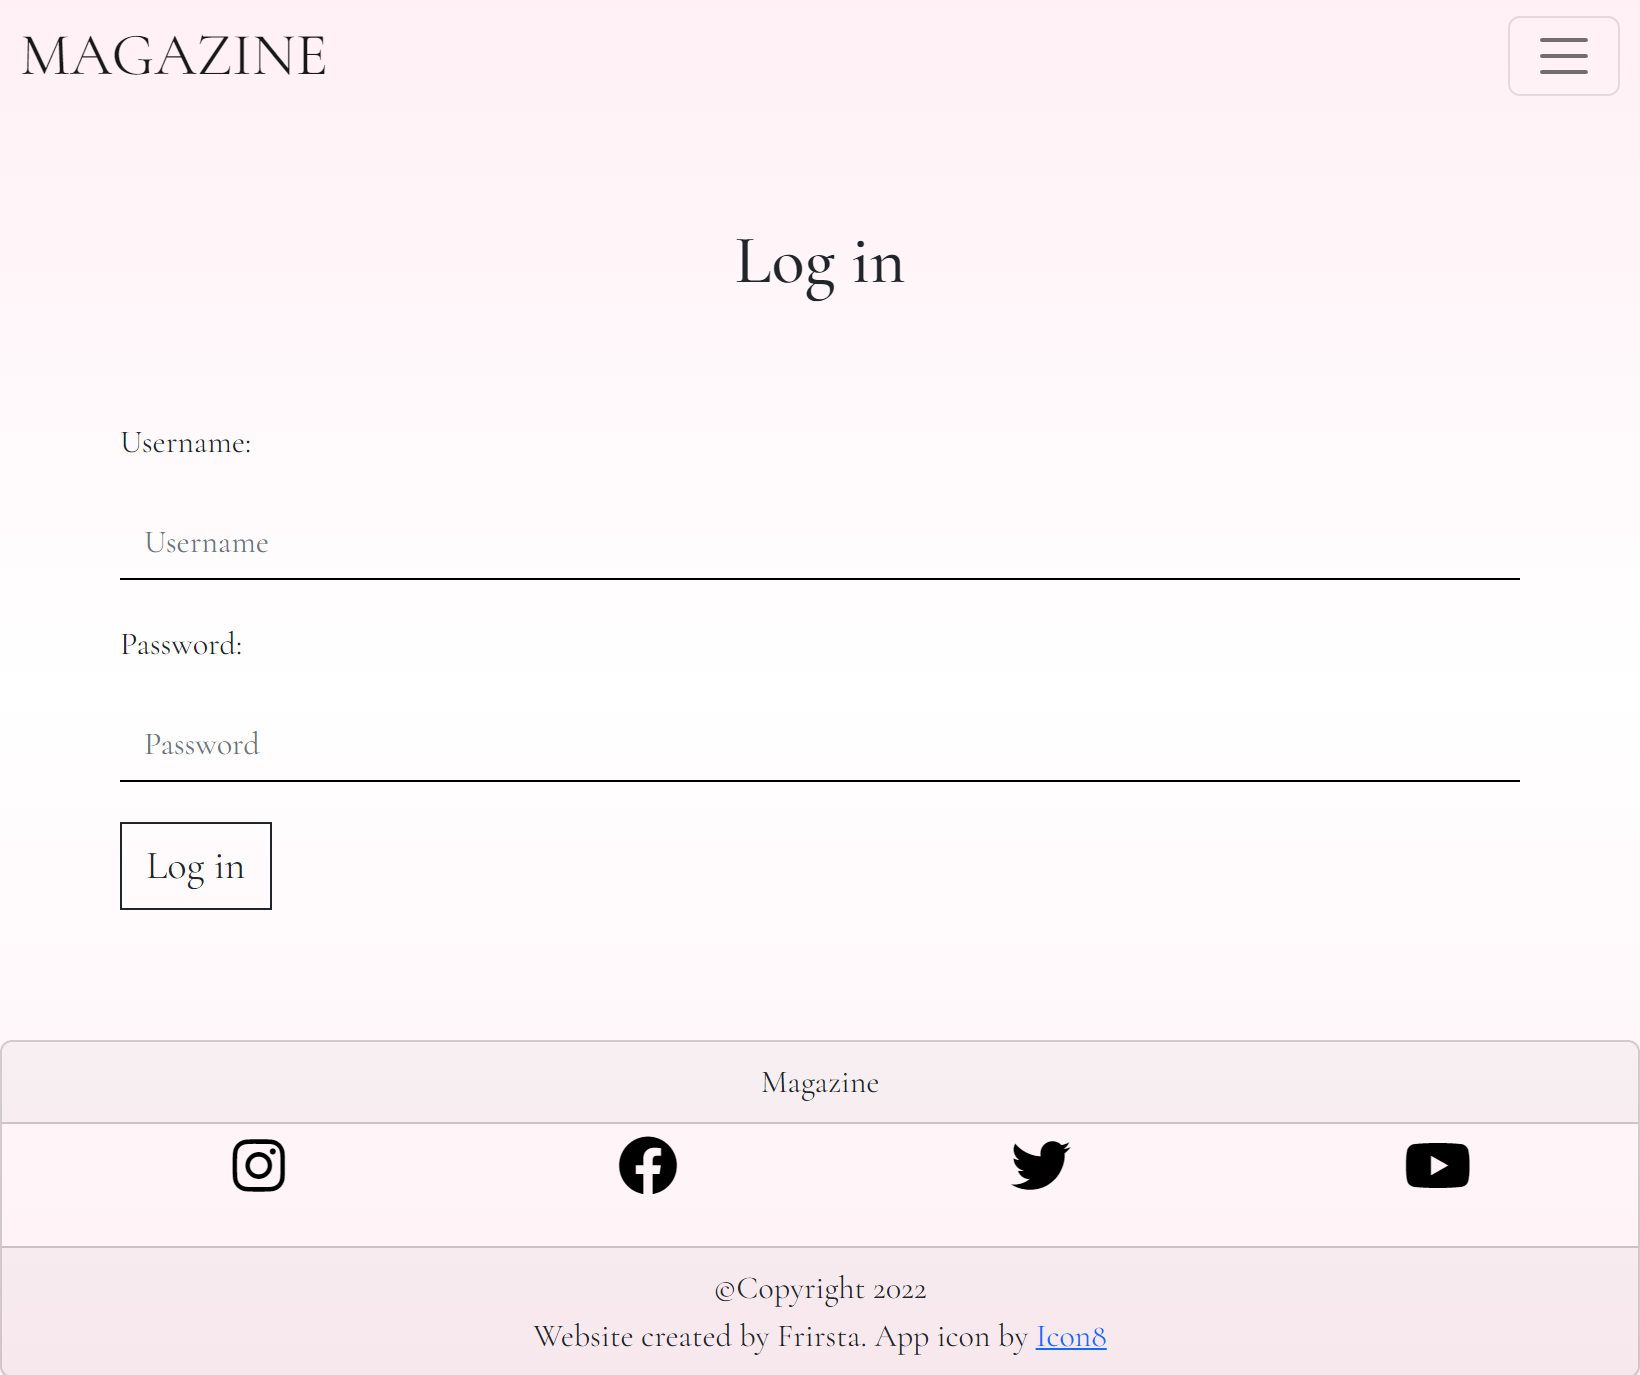 MAGAZINE
Log in
Username:
Username
Password:
Password
Log in
Magazine
©Copyright 2022
Website created by Frirsta. App icon by Icon8